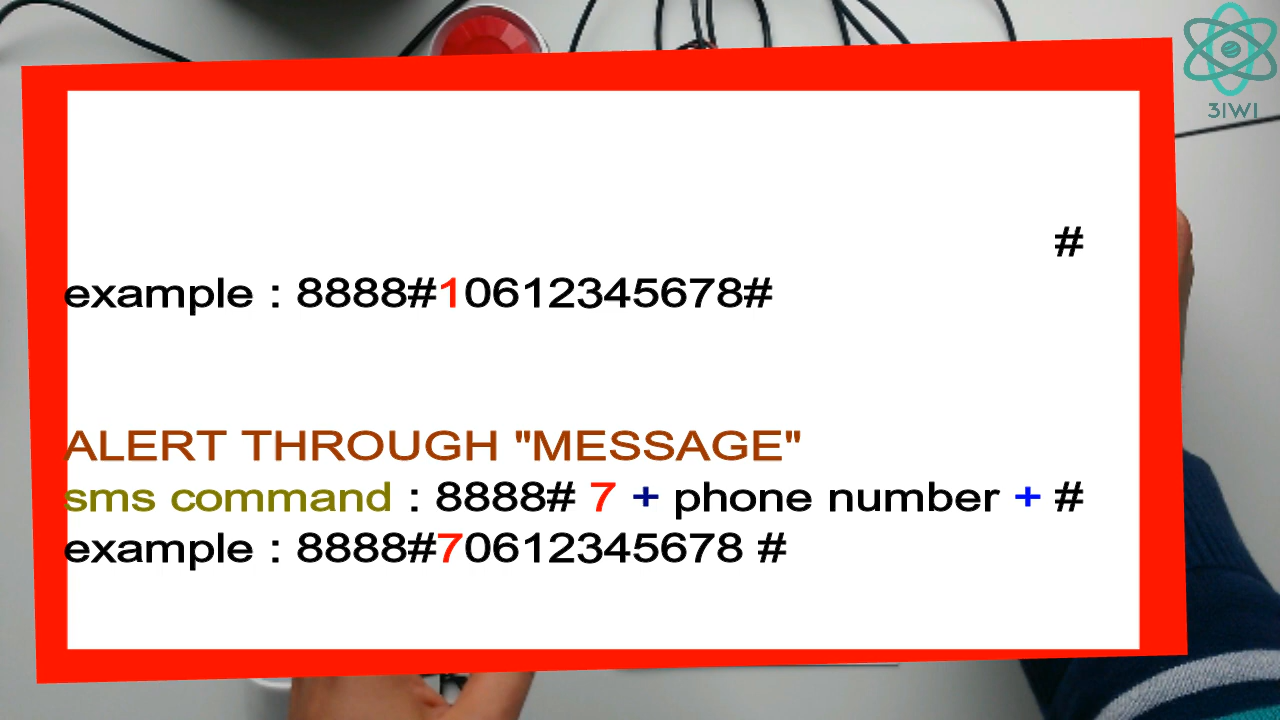 3IWI
#
example : 8888#10612345678#
ALERT THROUGH "MESSAGE"
sms command : 8888# 7 + phone number + #
example : 8888#70612345678 #